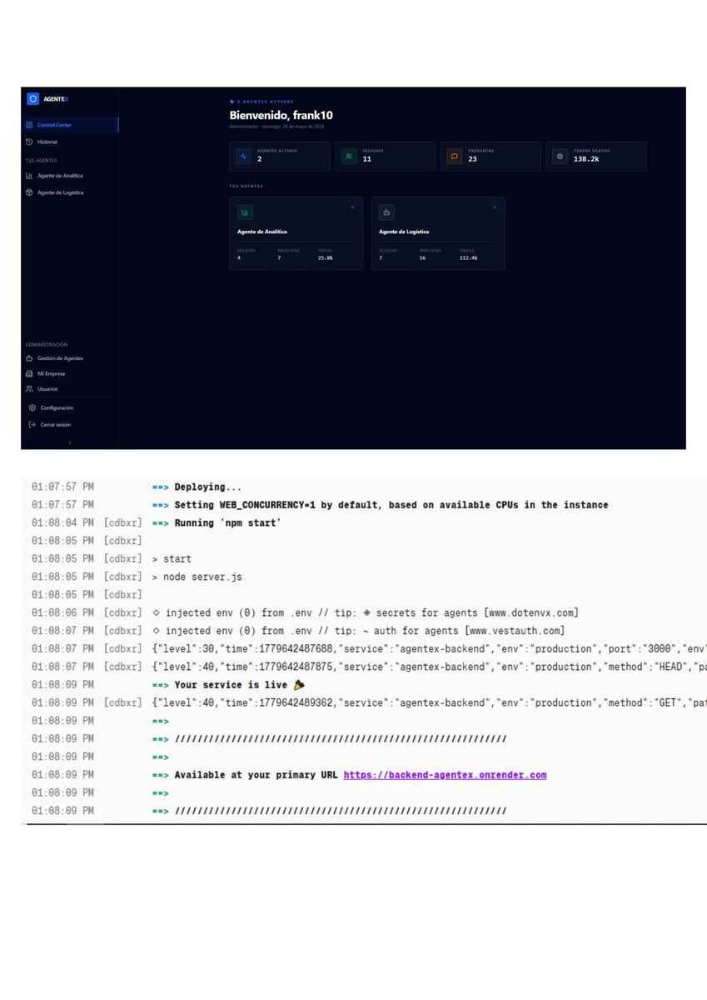 AGENTEX
Control Center
Historial
TUS AGENTES
Agente de Analítica
Agente de Logística
ADMINISTRACIÓN
Gestión de Agentes
Mi Empresa
Usuarios
Configuración
Cerrar sesión
2 AGENTES ACTIVOS
Bienvenido, frank10
Administrador · domingo, 24 de mayo de 2026
AGENTES ACTIVOS
2
SESIONES
11
PREGUNTAS
23
TOKENS USADOS
138.2k
TUS AGENTES
Agente de Analítica
SESIONES PREGUNTAS TOKENS
4 7 25.8k
Agente de Logística
SESIONES PREGUNTAS TOKENS
7 16 112.4k
01:07:57 PM ==> Deploying...
01:07:57 PM ==> Setting WEB_CONCURRENCY=1 by default, based on available CPUs in the instance
01:08:04 PM [cdbxr] ==> Running 'npm start'
01:08:05 PM [cdbxr]
01:08:05 PM [cdbxr] > start
01:08:05 PM [cdbxr] > node server.js
01:08:05 PM [cdbxr]
01:08:06 PM [cdbxr] ◇ injected env (0) from .env // tip: ◈ secrets for agents [www.dotenvx.com]
01:08:07 PM [cdbxr] ◇ injected env (0) from .env // tip: ⌁ auth for agents [www.vestauth.com]
01:08:07 PM [cdbxr] {"level":30,"time":1779642487688,"service":"agentex-backend","env":"production","port":"3000","env"
01:08:07 PM [cdbxr] {"level":40,"time":1779642487875,"service":"agentex-backend","env":"production","method":"HEAD","pa
01:08:09 PM ==> Your service is live 🎉
01:08:09 PM [cdbxr] {"level":40,"time":1779642489362,"service":"agentex-backend","env":"production","method":"GET","pat
01:08:09 PM ==>
01:08:09 PM ==> ///////////////////////////////////////////////////////////
01:08:09 PM ==>
01:08:09 PM ==> Available at your primary URL https://backend-agentex.onrender.com
01:08:09 PM ==>
01:08:09 PM ==> ///////////////////////////////////////////////////////////